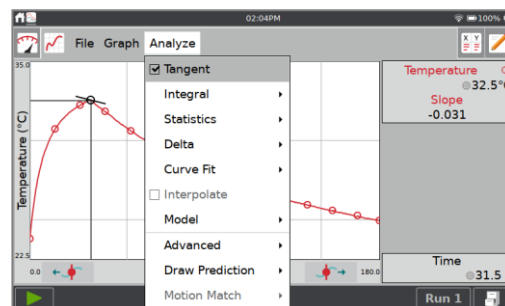 02:04PM 100%
File Graph Analyze
X Y
Tangent
Integral
Statistics
Delta
Curve Fit
Interpolate
Model
Advanced
Draw Prediction
Motion Match
35.0
Temperature (°C)
22.5
0.0
180.0
Temperature
32.5°
Slope
-0.031
Time
31.5
Run 1